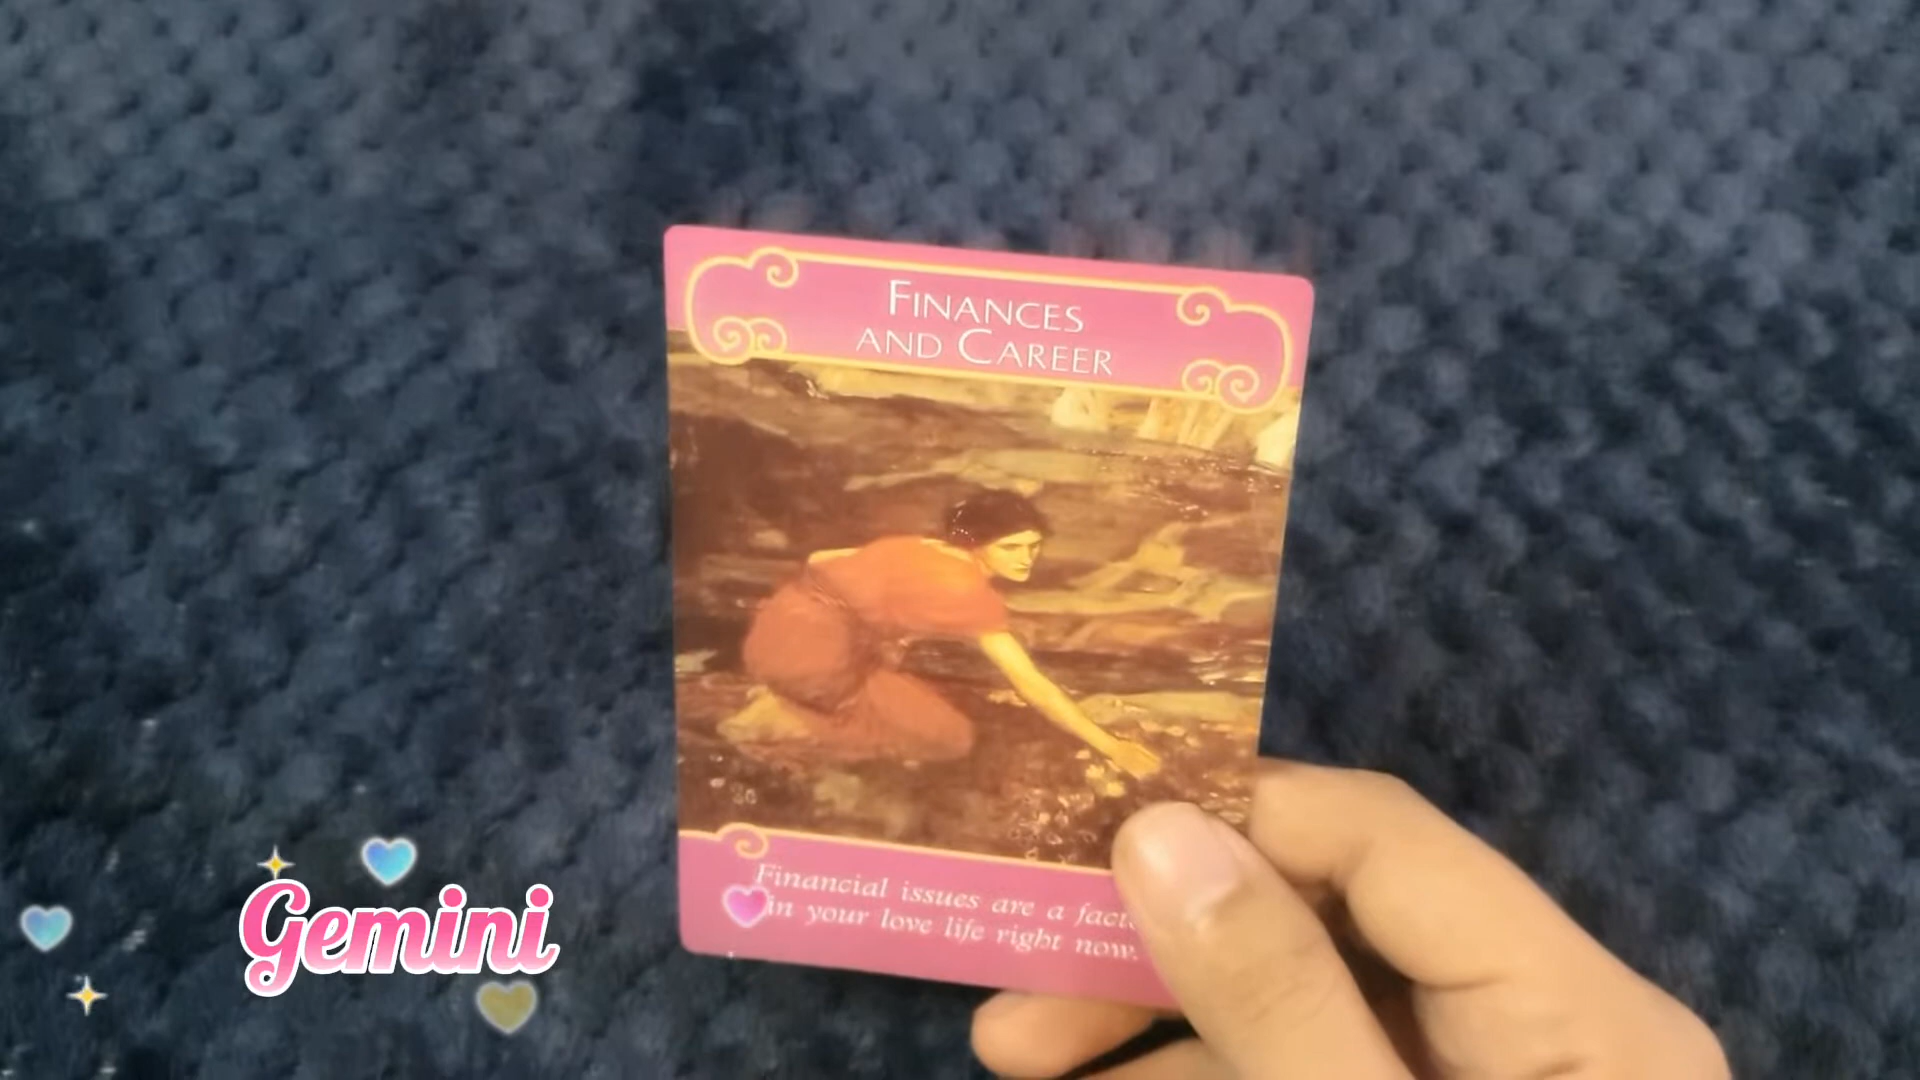 FINANCES
AND CAREER
Financial issues are a
in your love life right now.
Gemini